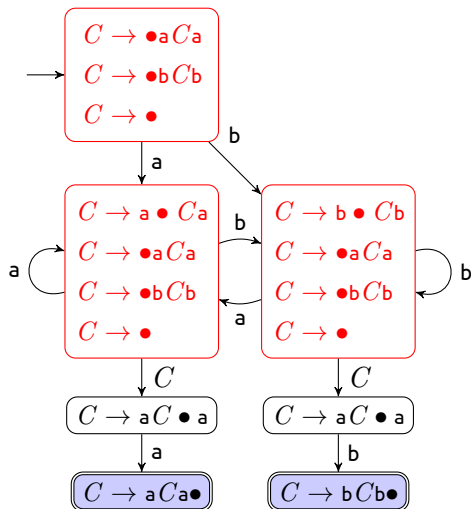 C → ●aCa
C → ●bCb
C → ●
a
b
C → a ● Ca
C → ●aCa
C → ●bCb
C → ●
C → b ● Cb
C → ●aCa
C → ●bCb
C → ●
a
b
a
b
C
C
C → aC ● a
C → aC ● a
a
b
C → aCa●
C → bCb●